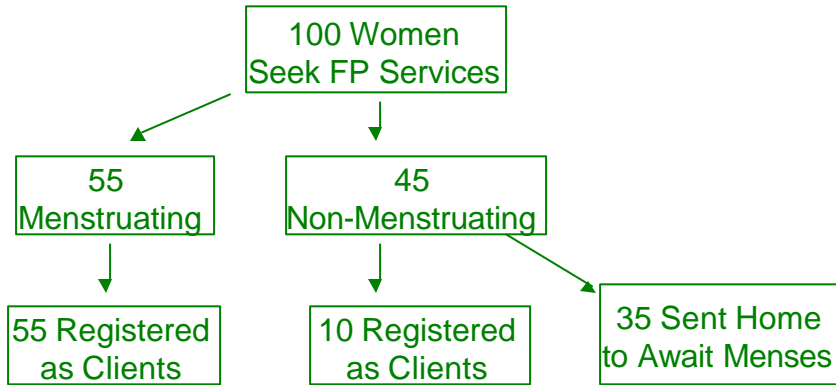 100 Women
Seek FP Services
55
Menstruating
45
Non-Menstruating
55 Registered
as Clients
10 Registered
as Clients
35 Sent Home
to Await Menses